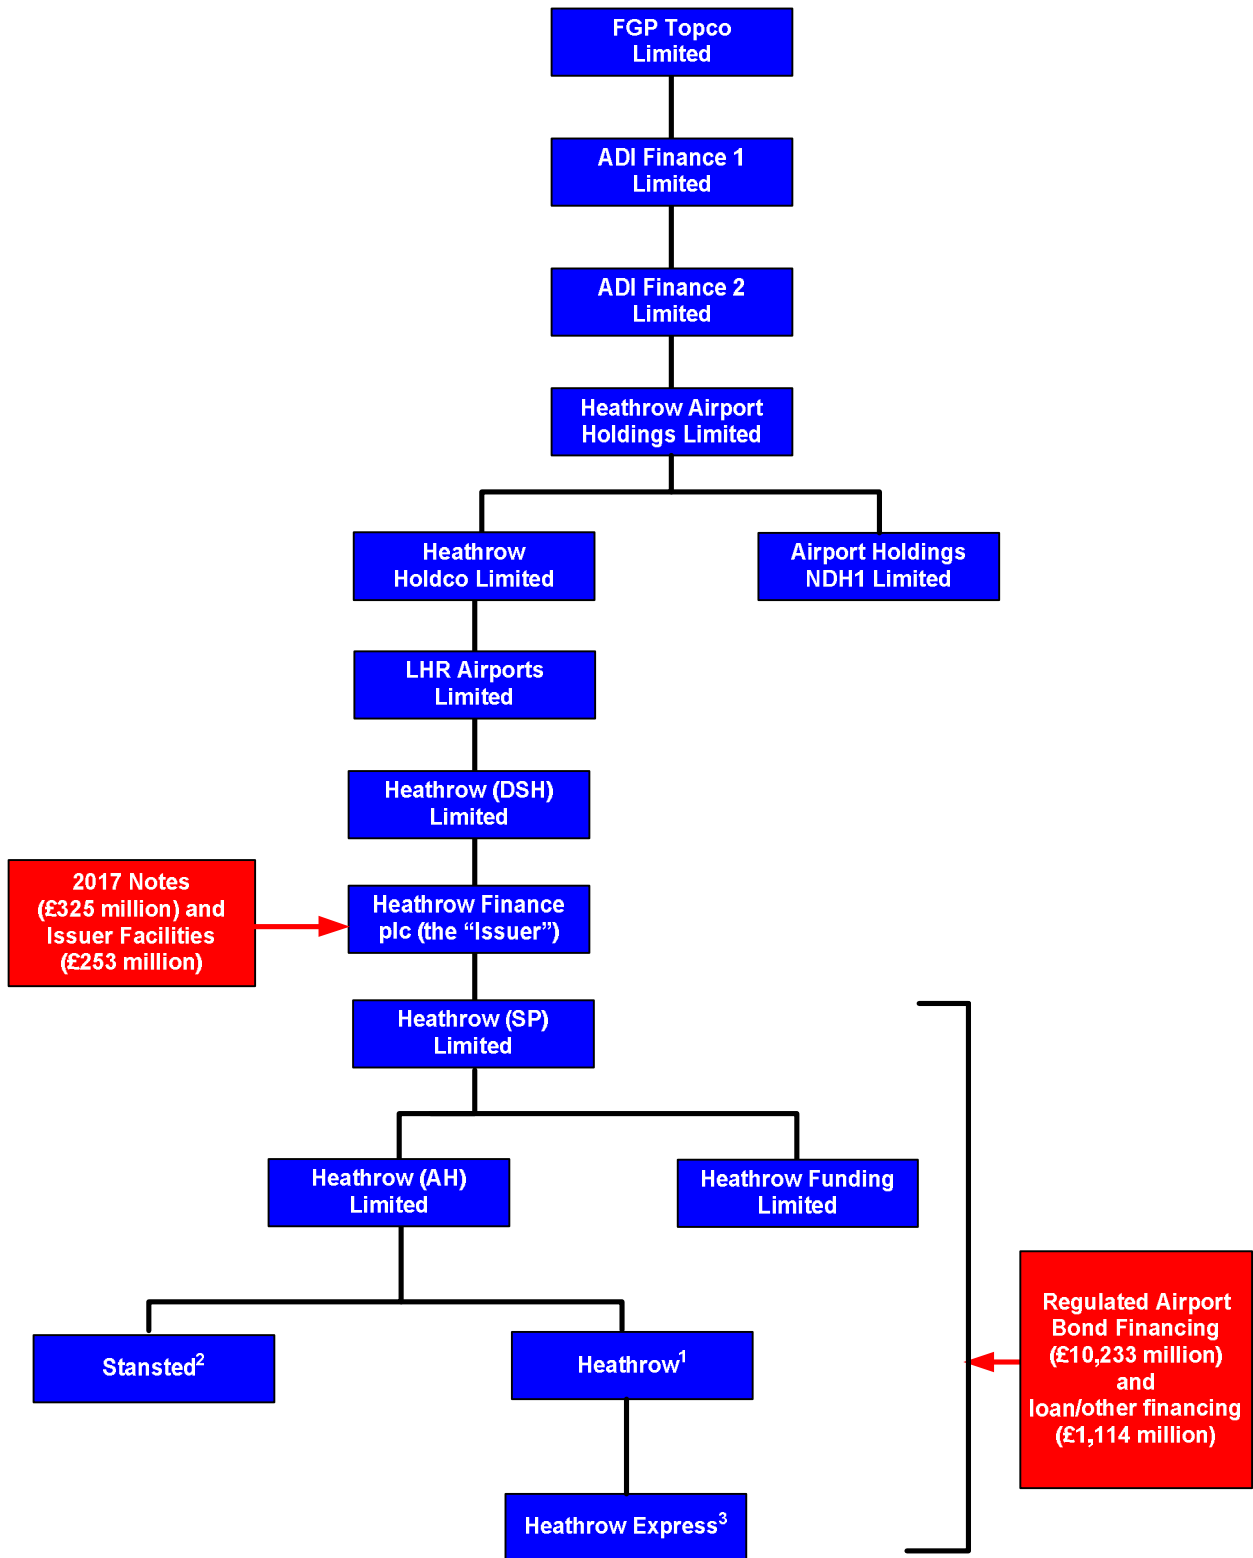 FGP Topco
Limited
ADI Finance 1
Limited
ADI Finance 2
Limited
Heathrow Airport
Holdings Limited
Heathrow
Holdco Limited
Airport Holdings
NDH1 Limited
LHR Airports
Limited
Heathrow (DSH)
Limited
2017 Notes
(£325 million) and
Issuer Facilities
(£253 million)
Heathrow Finance
plc (the “Issuer”)
Heathrow (SP)
Limited
Heathrow (AH)
Limited
Heathrow Funding
Limited
Regulated Airport
Bond Financing
(£10,233 million)
and
loan/other financing
(£1,114 million)
Stansted²
Heathrow¹
Heathrow Express³